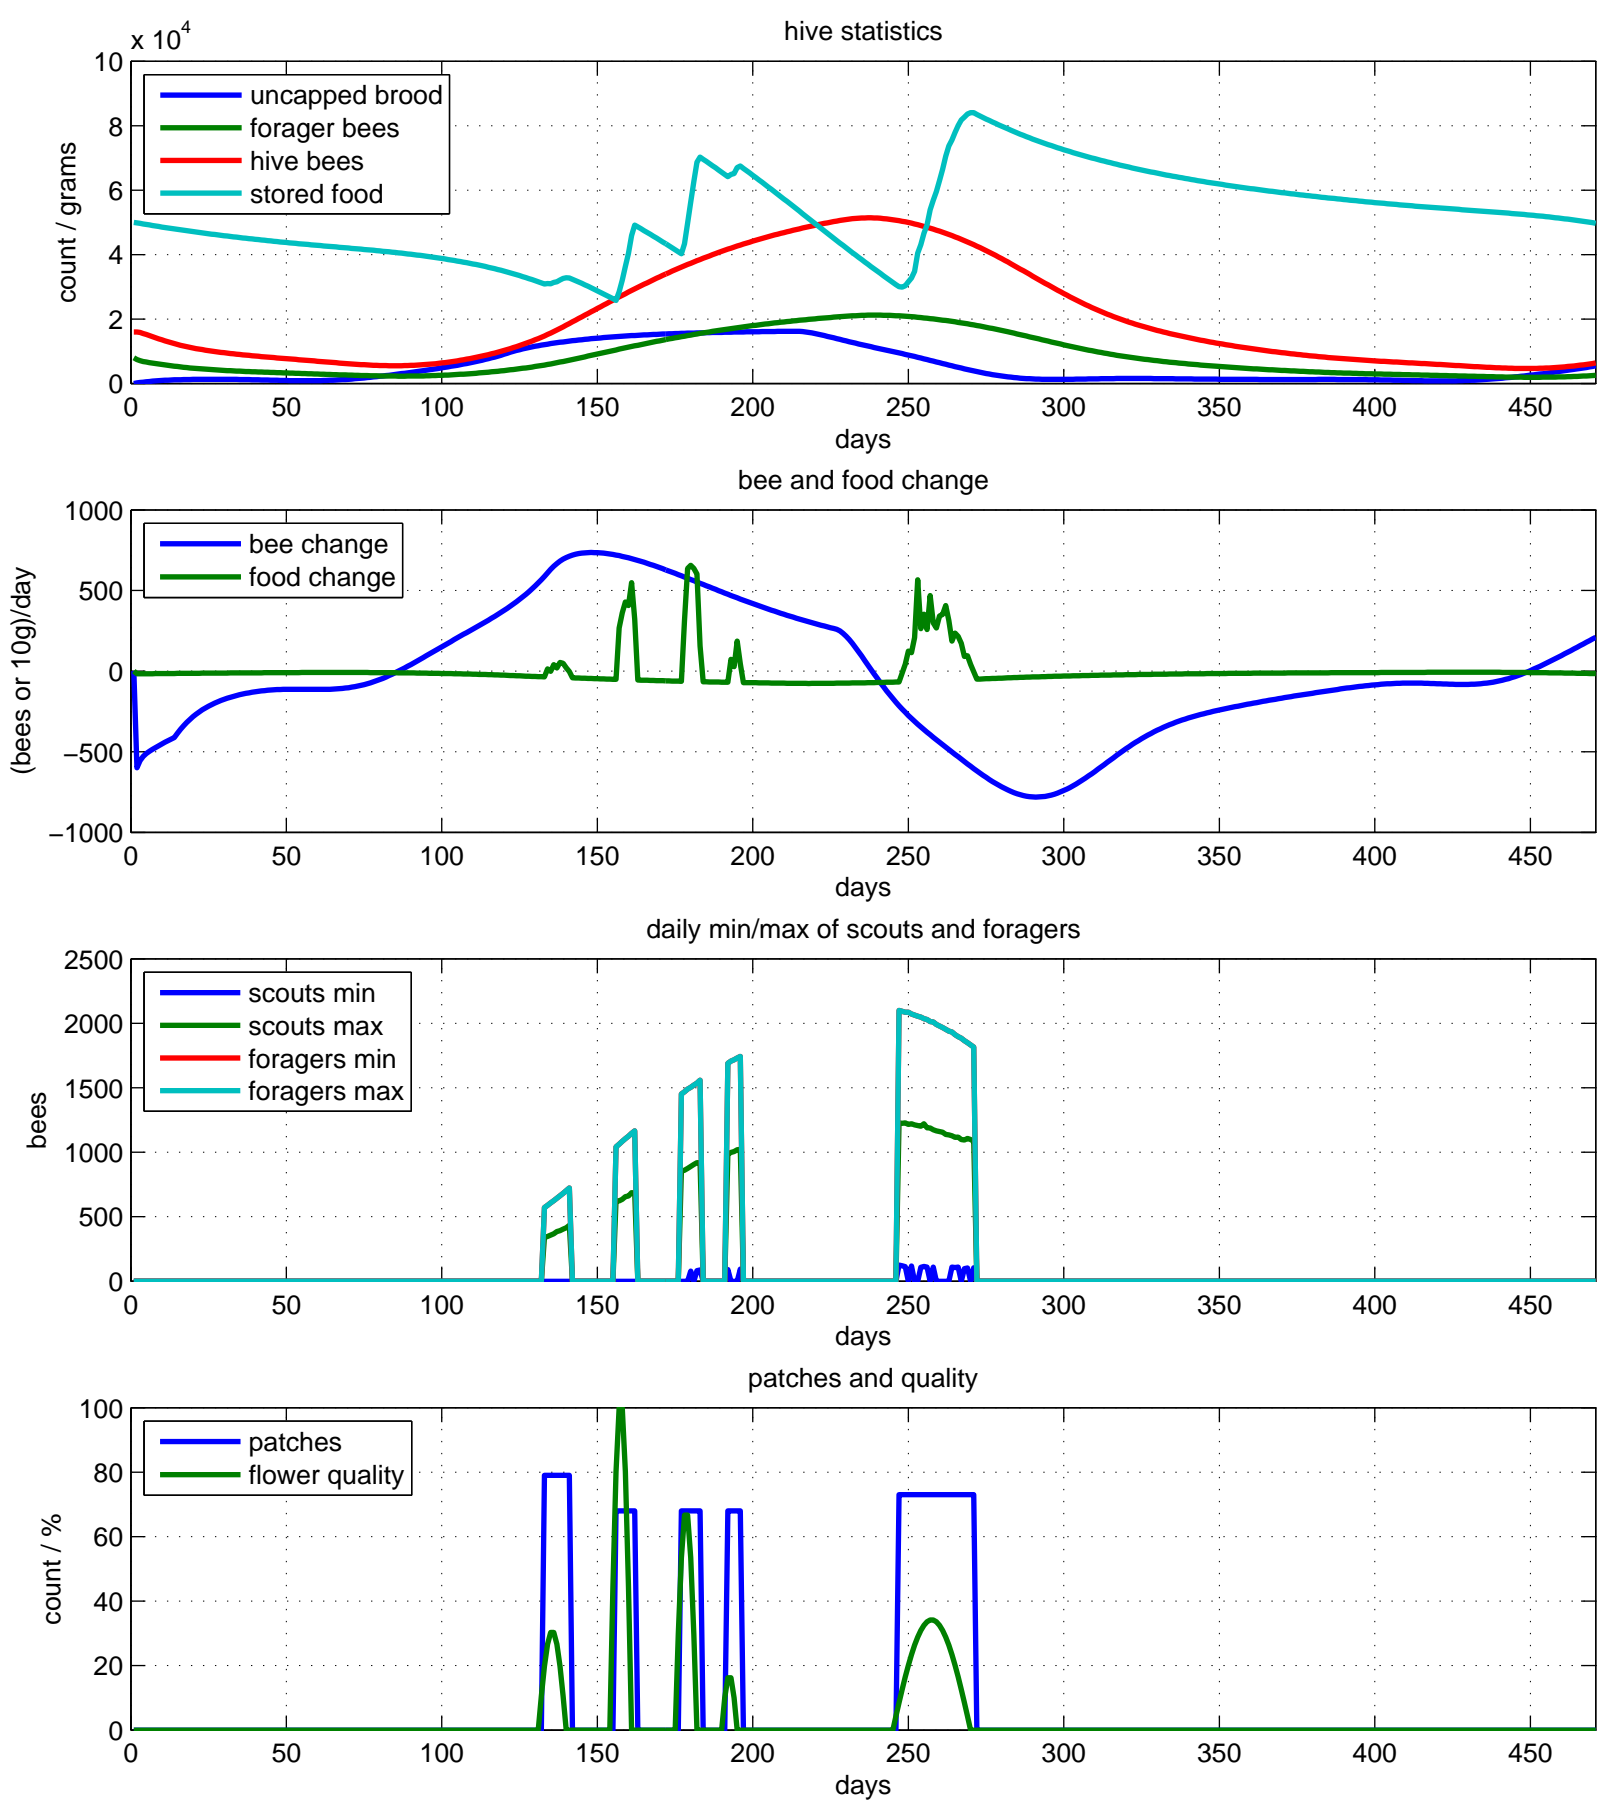 hive statistics
x 10^4
10
8
6
4
2
0
count / grams
uncapped brood
forager bees
hive bees
stored food
0 50 100 150 200 250 300 350 400 450
days
bee and food change
1000
500
0
−500
−1000
(bees or 10g)/day
bee change
food change
0 50 100 150 200 250 300 350 400 450
days
daily min/max of scouts and foragers
2500
2000
1500
1000
500
0
bees
scouts min
scouts max
foragers min
foragers max
0 50 100 150 200 250 300 350 400 450
days
patches and quality
100
80
60
40
20
0
count / %
patches
flower quality
0 50 100 150 200 250 300 350 400 450
days